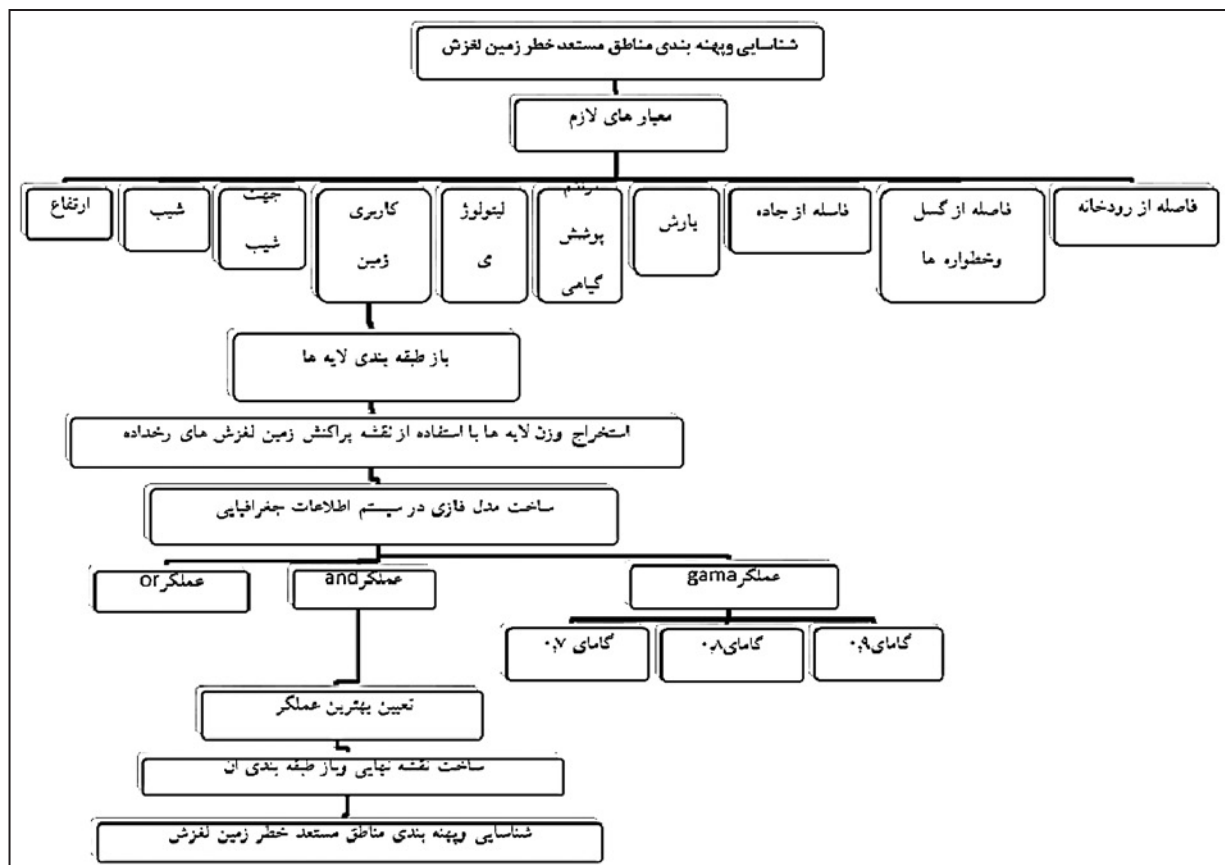 شناسایی وپهنه بندی مناطق مستعد خطر زمین لغزش
معیار های لازم
فاصله از رودخانه
فاصله از گسل
وخطواره ها
فاصله از جاده
بارش
پوشش
گیاهی
لیتولوژ
ی
کاربری
زمین
جهت
شیب
شیب
ارتفاع
باز طبقه بندی لایه ها
استخراج وزن لایه ها با استفاده از نقشه پراکنش زمین لغزش های رخداده
ساخت مدل فازی در سیستم اطلاعات جغرافیایی
عملگرgama
عملگرand
عملگرor
گامای۰,۹
گامای۰,۸
گامای ۰,۷
تعیین بهترین عملگر
ساخت نقشه نهایی وباز طبقه بندی ان
شناسایی وپهنه بندی مناطق مستعد خطر زمین لغزش